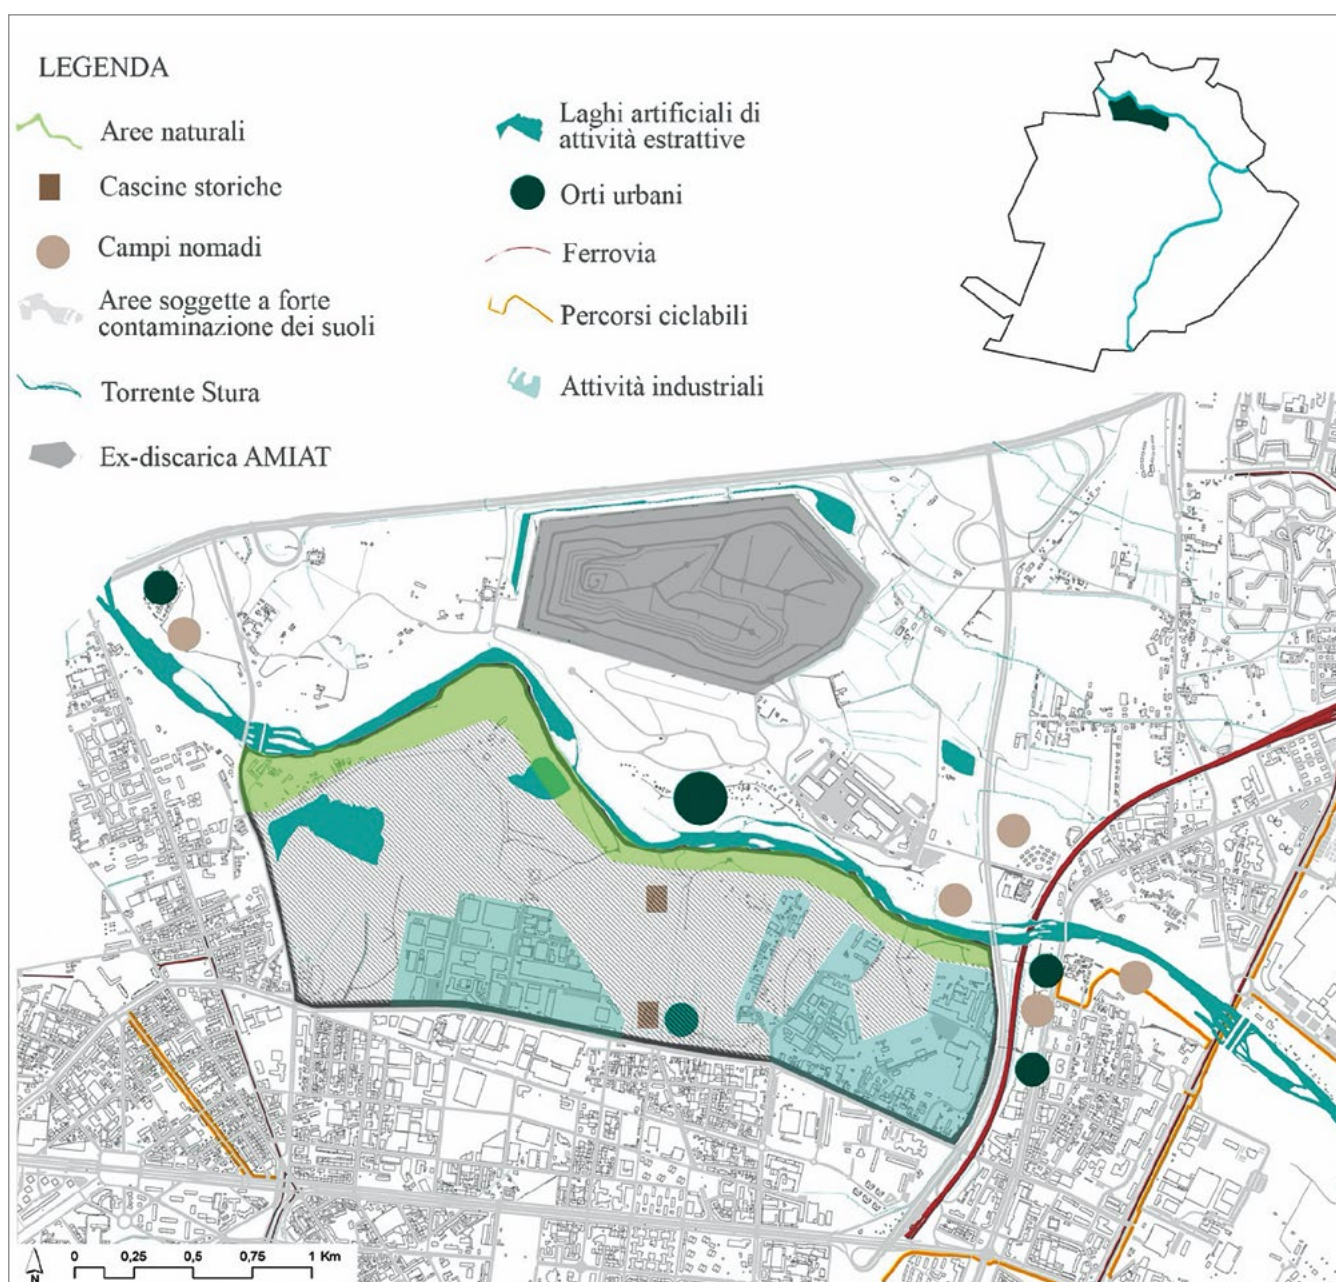 LEGENDA
Aree naturali
Cascine storiche
Campi nomadi
Aree soggette a forte
contaminazione dei suoli
Torrente Stura
Ex-discarica AMIAT
Laghi artificiali di
attività estrattive
Orti urbani
Ferrovia
Percorsi ciclabili
Attività industriali
N
0 0,25 0,5 0,75 1 Km